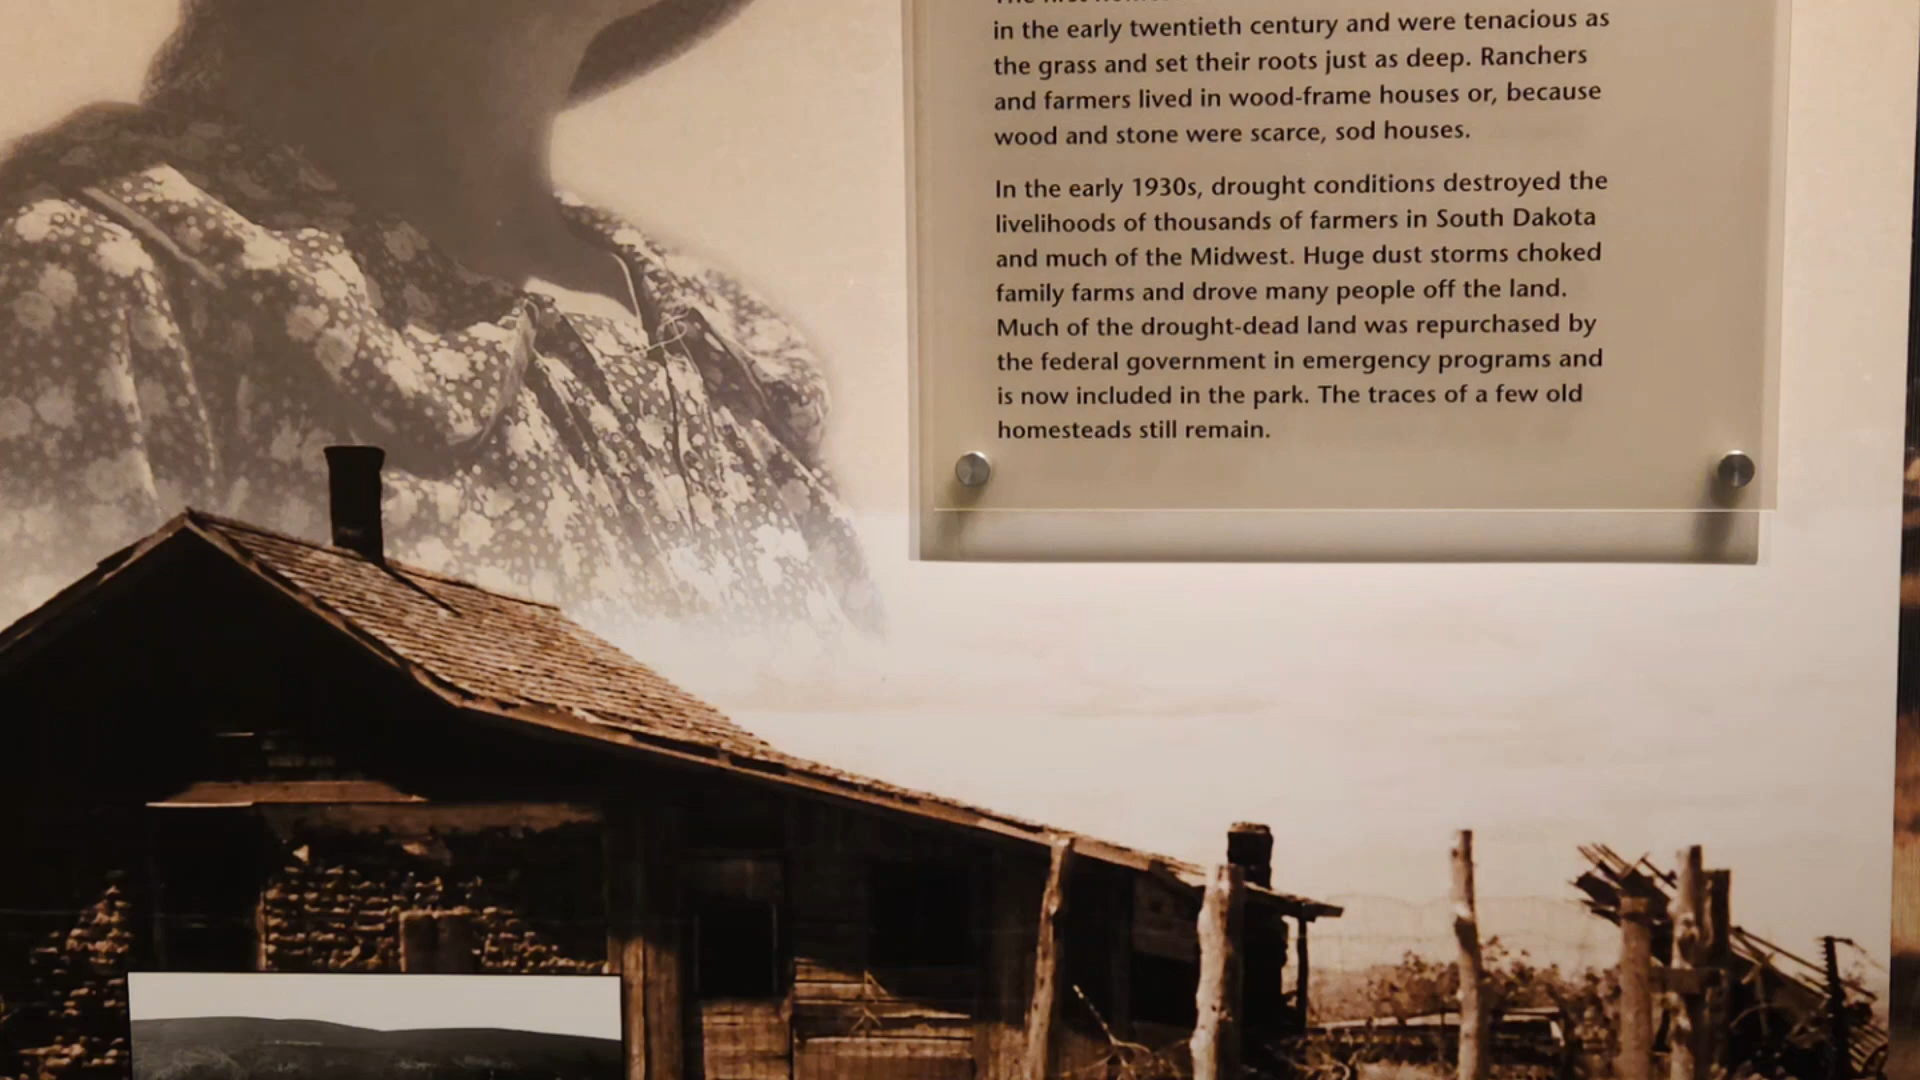 in the early twentieth century and were tenacious as
the grass and set their roots just as deep. Ranchers
and farmers lived in wood-frame houses or, because
wood and stone were scarce, sod houses.
In the early 1930s, drought conditions destroyed the
livelihoods of thousands of farmers in South Dakota
and much of the Midwest. Huge dust storms choked
family farms and drove many people off the land.
Much of the drought-dead land was repurchased by
the federal government in emergency programs and
is now included in the park. The traces of a few old
homesteads still remain.